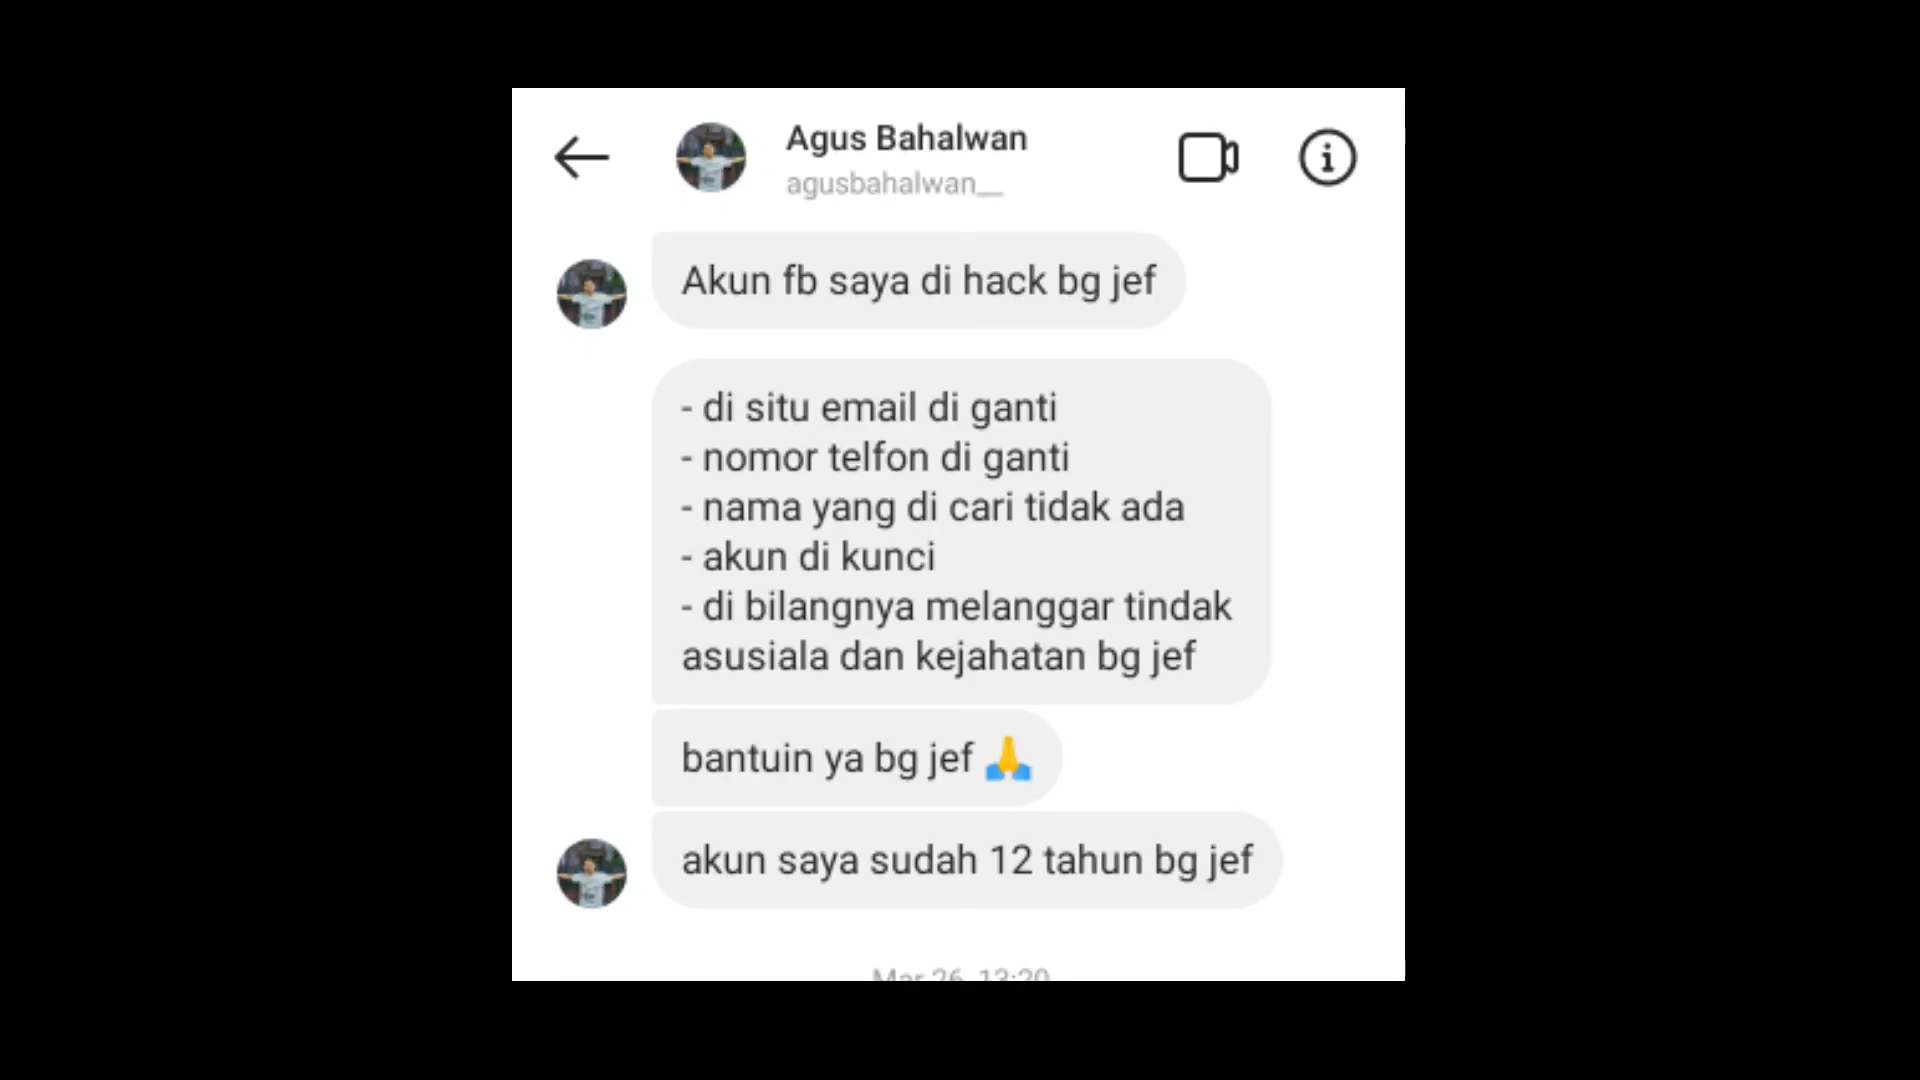 Agus Bahalwan
agusbahalwan__
Akun fb saya di hack bg jef
- di situ email di ganti
- nomor telfon di ganti
- nama yang di cari tidak ada
- akun di kunci
- di bilangnya melanggar tindak
asusiala dan kejahatan bg jef
bantuin ya bg jef 🙏
akun saya sudah 12 tahun bg jef
Mar 26, 13:20